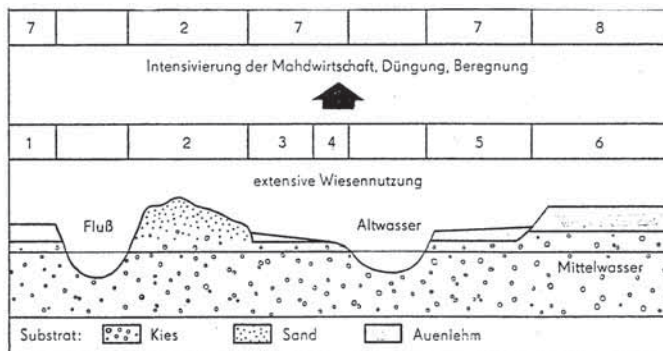 7 2 7 7 8
Intensivierung der Mahdwirtschaft, Düngung, Beregnung
1 2 3 4 5 6
extensive Wiesennutzung
Fluß Altwasser
Mittelwasser
Substrat: Kies Sand Auenlehm